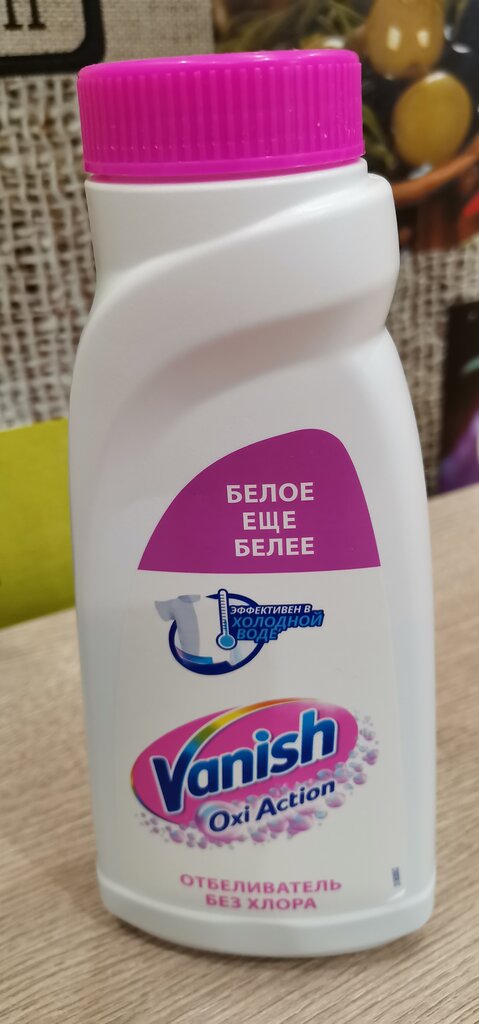 БЕЛОЕ
ЕЩЕ
БЕЛЕЕ
ЭФФЕКТИВЕН В
ХОЛОДНОЙ
ВОДЕ
Vanish
Oxi Action
ОТБЕЛИВАТЕЛЬ
БЕЗ ХЛОРА